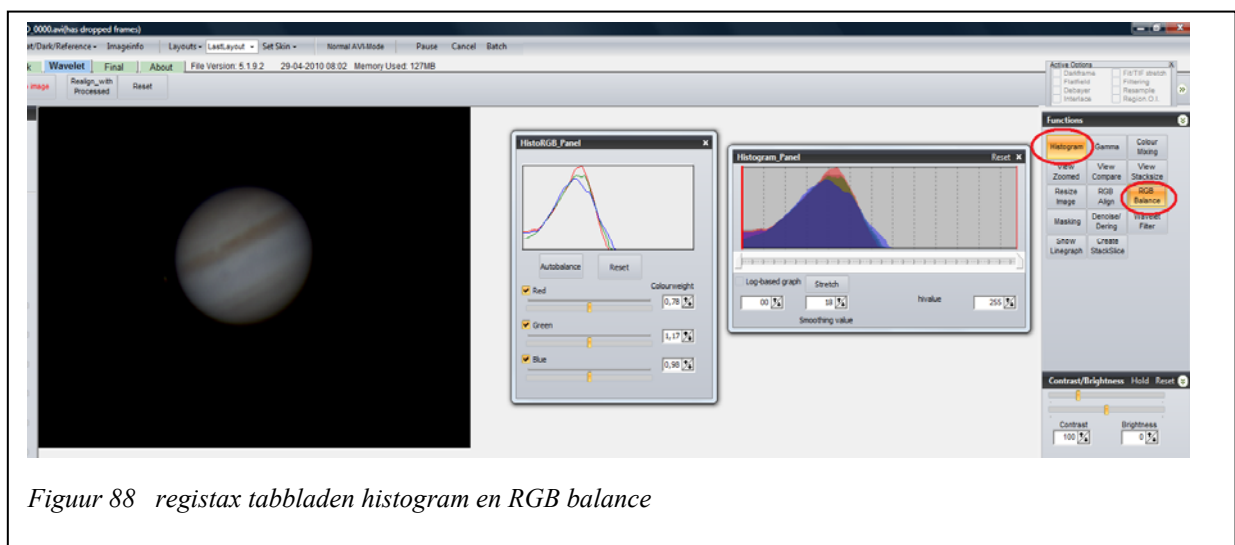 0_0000.avi(has dropped frames)
at/Dark/Reference Imageinfo Layouts LastLayout Set Skin Normal AVI-Mode Pause Cancel Batch
k Wavelet Final About File Version: 5.1.9.2 29-04-2010 08:02 Memory Used: 127MB
image Realign_with Processed Reset
Active Options X
Darkframe Fit/TIF stretch
Flatfield Filtering
Debayer Resample
Interlace Region O.I.
HistoRGB_Panel x
Autobalance Reset
Colourweight
Red 0,78
Green 1,17
Blue 0,98
Histogram_Panel Reset x
Log-based graph Stretch
00 18 hivalue 255
Smoothing value
Functions
Histogram Gamma Colour Mixing
View Zoomed View Compare View Stacksize
Resize Image RGB Align RGB Balance
Masking Denoise/ Dering Wavelet Filter
Show Linegraph Create StackSlice
Contrast/Brightness Hold Reset
Contrast Brightness
100 0
Figuur 88 registax tabbladen histogram en RGB balance